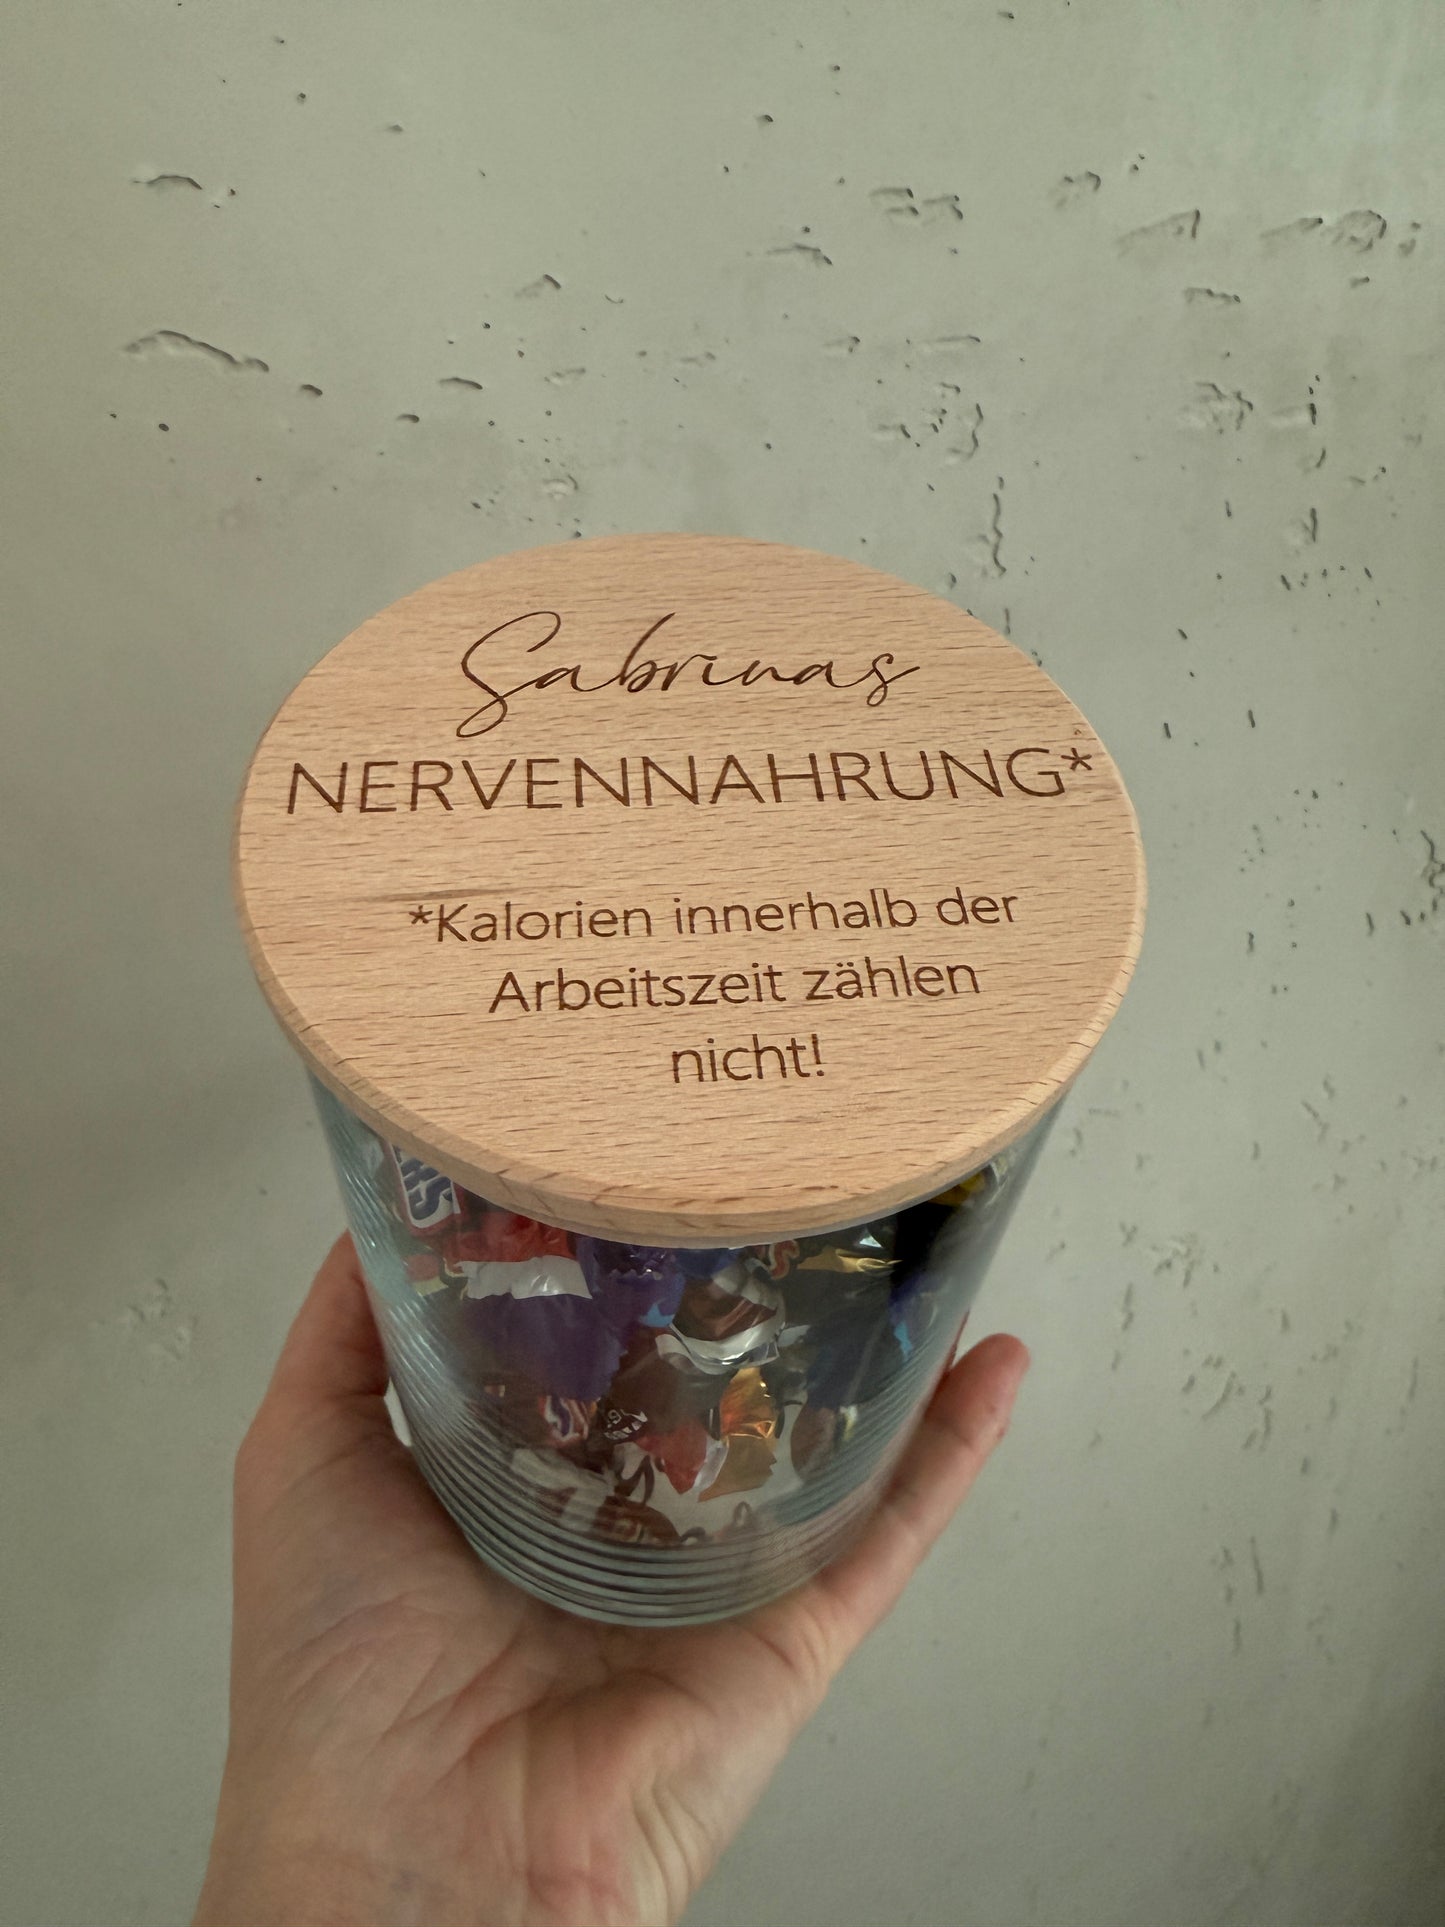 Sabrinas
NERVENNAHRUNG*
*Kalorien innerhalb der
Arbeitszeit zählen
nicht!